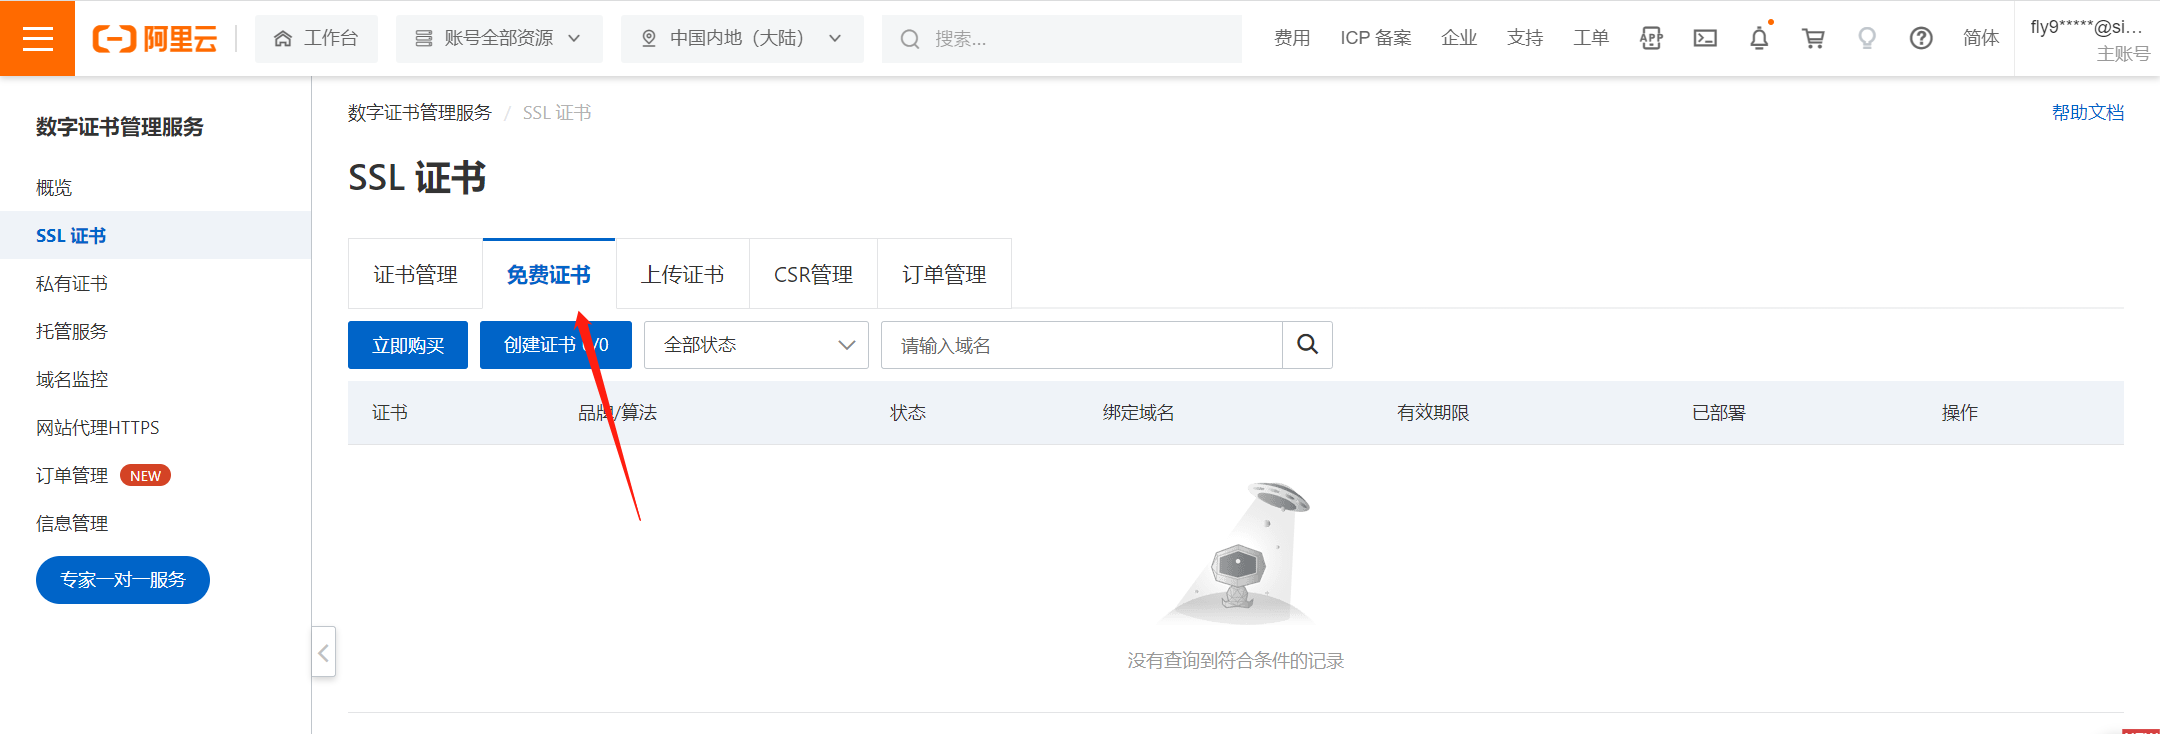 阿里云
工作台
账号全部资源
中国内地（大陆）
搜索...
费用
ICP 备案
企业
支持
工单
APP
简体
fly9*****@si...
主账号
数字证书管理服务
概览
SSL 证书
私有证书
托管服务
域名监控
网站代理HTTPS
订单管理 NEW
信息管理
专家一对一服务
数字证书管理服务 / SSL 证书
帮助文档
SSL 证书
证书管理
免费证书
上传证书
CSR管理
订单管理
立即购买
创建证书 0/0
全部状态
请输入域名
证书
品牌/算法
状态
绑定域名
有效期限
已部署
操作
没有查询到符合条件的记录